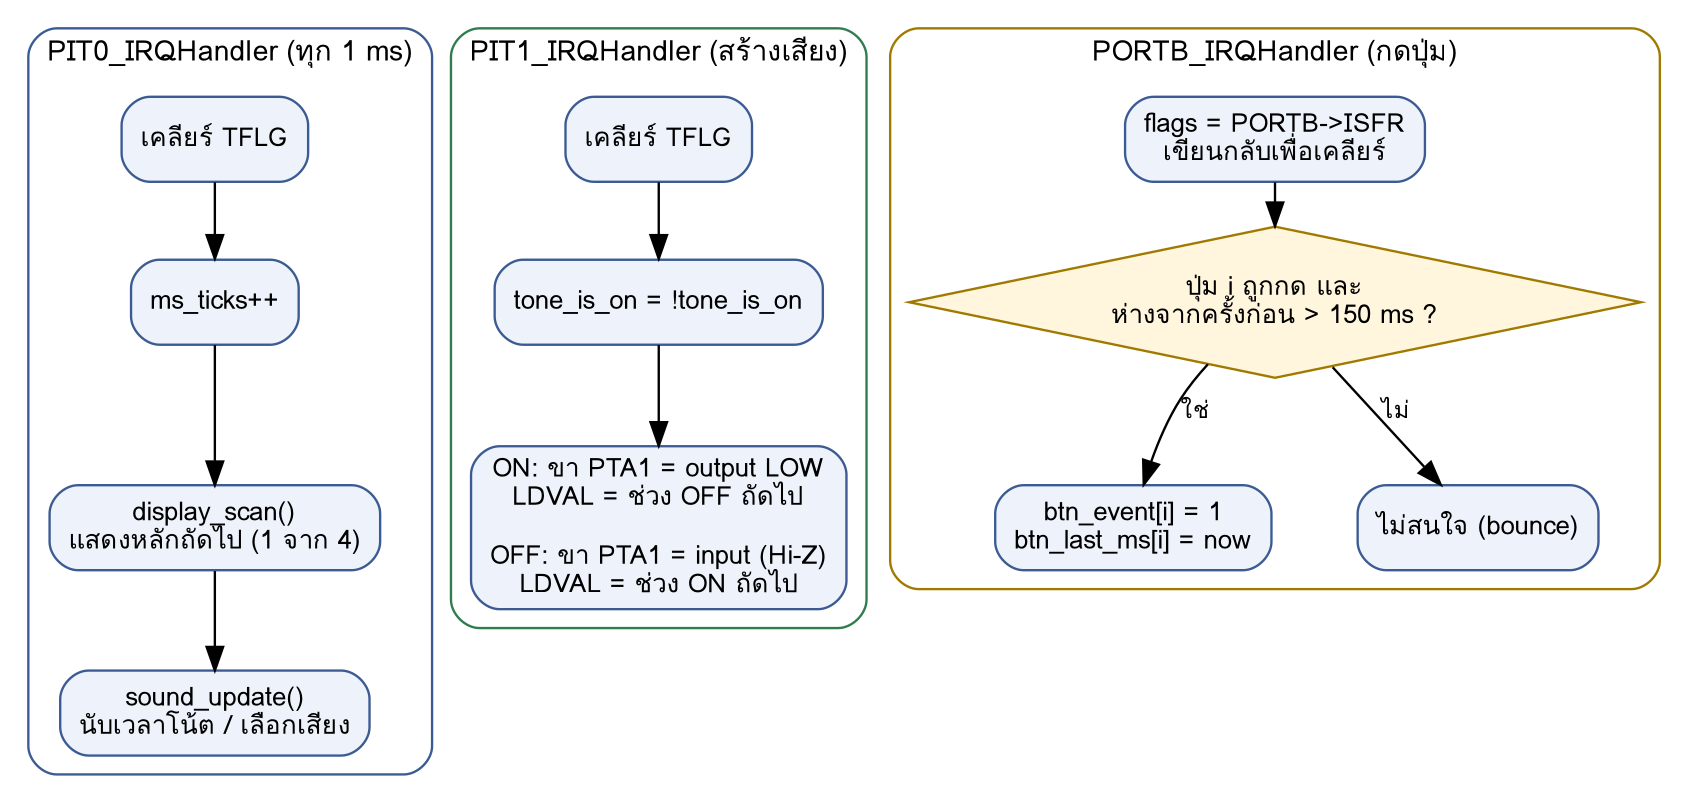 PIT0_IRQHandler (ทุก 1 ms)
เคลียร์ TFLG
ms_ticks++
display_scan()
แสดงหลักถัดไป (1 จาก 4)
sound_update()
นับเวลาโน้ต / เลือกเสียง
PIT1_IRQHandler (สร้างเสียง)
เคลียร์ TFLG
tone_is_on = !tone_is_on
ON: ขา PTA1 = output LOW
LDVAL = ช่วง OFF ถัดไป
OFF: ขา PTA1 = input (Hi-Z)
LDVAL = ช่วง ON ถัดไป
PORTB_IRQHandler (กดปุ่ม)
flags = PORTB->ISFR
เขียนกลับเพื่อเคลียร์
ปุ่ม i ถูกกด และ
ห่างจากครั้งก่อน > 150 ms ?
ใช่
ไม่
btn_event[i] = 1
btn_last_ms[i] = now
ไม่สนใจ (bounce)